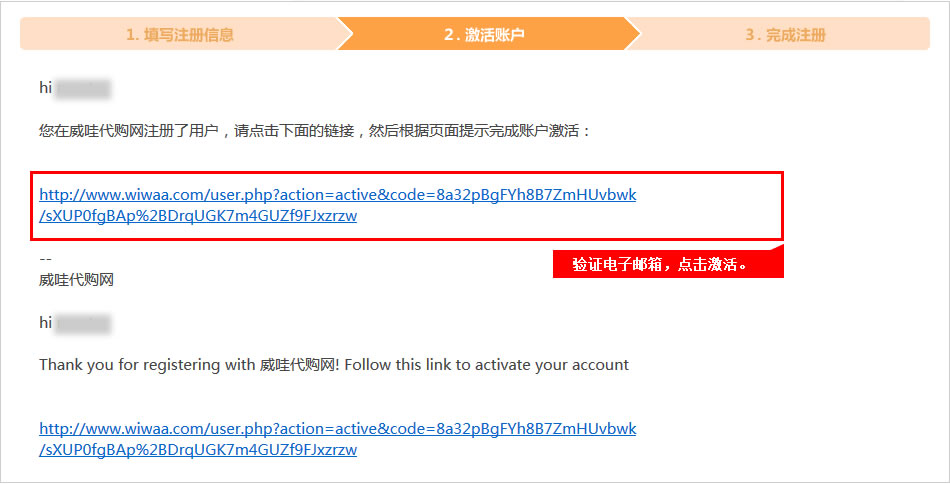 1. 填写注册信息
2. 激活账户
3. 完成注册
hi
您在威哇代购网注册了用户，请点击下面的链接，然后根据页面提示完成账户激活：
http://www.wiwaa.com/user.php?action=active&code=8a32pBgFYh8B7ZmHUvbwk
/sXUP0fgBAp%2BDrqUGK7m4GUZf9FJxzrzw
--
验证电子邮箱，点击激活。
威哇代购网
hi
Thank you for registering with 威哇代购网! Follow this link to activate your account
http://www.wiwaa.com/user.php?action=active&code=8a32pBgFYh8B7ZmHUvbwk
/sXUP0fgBAp%2BDrqUGK7m4GUZf9FJxzrzw